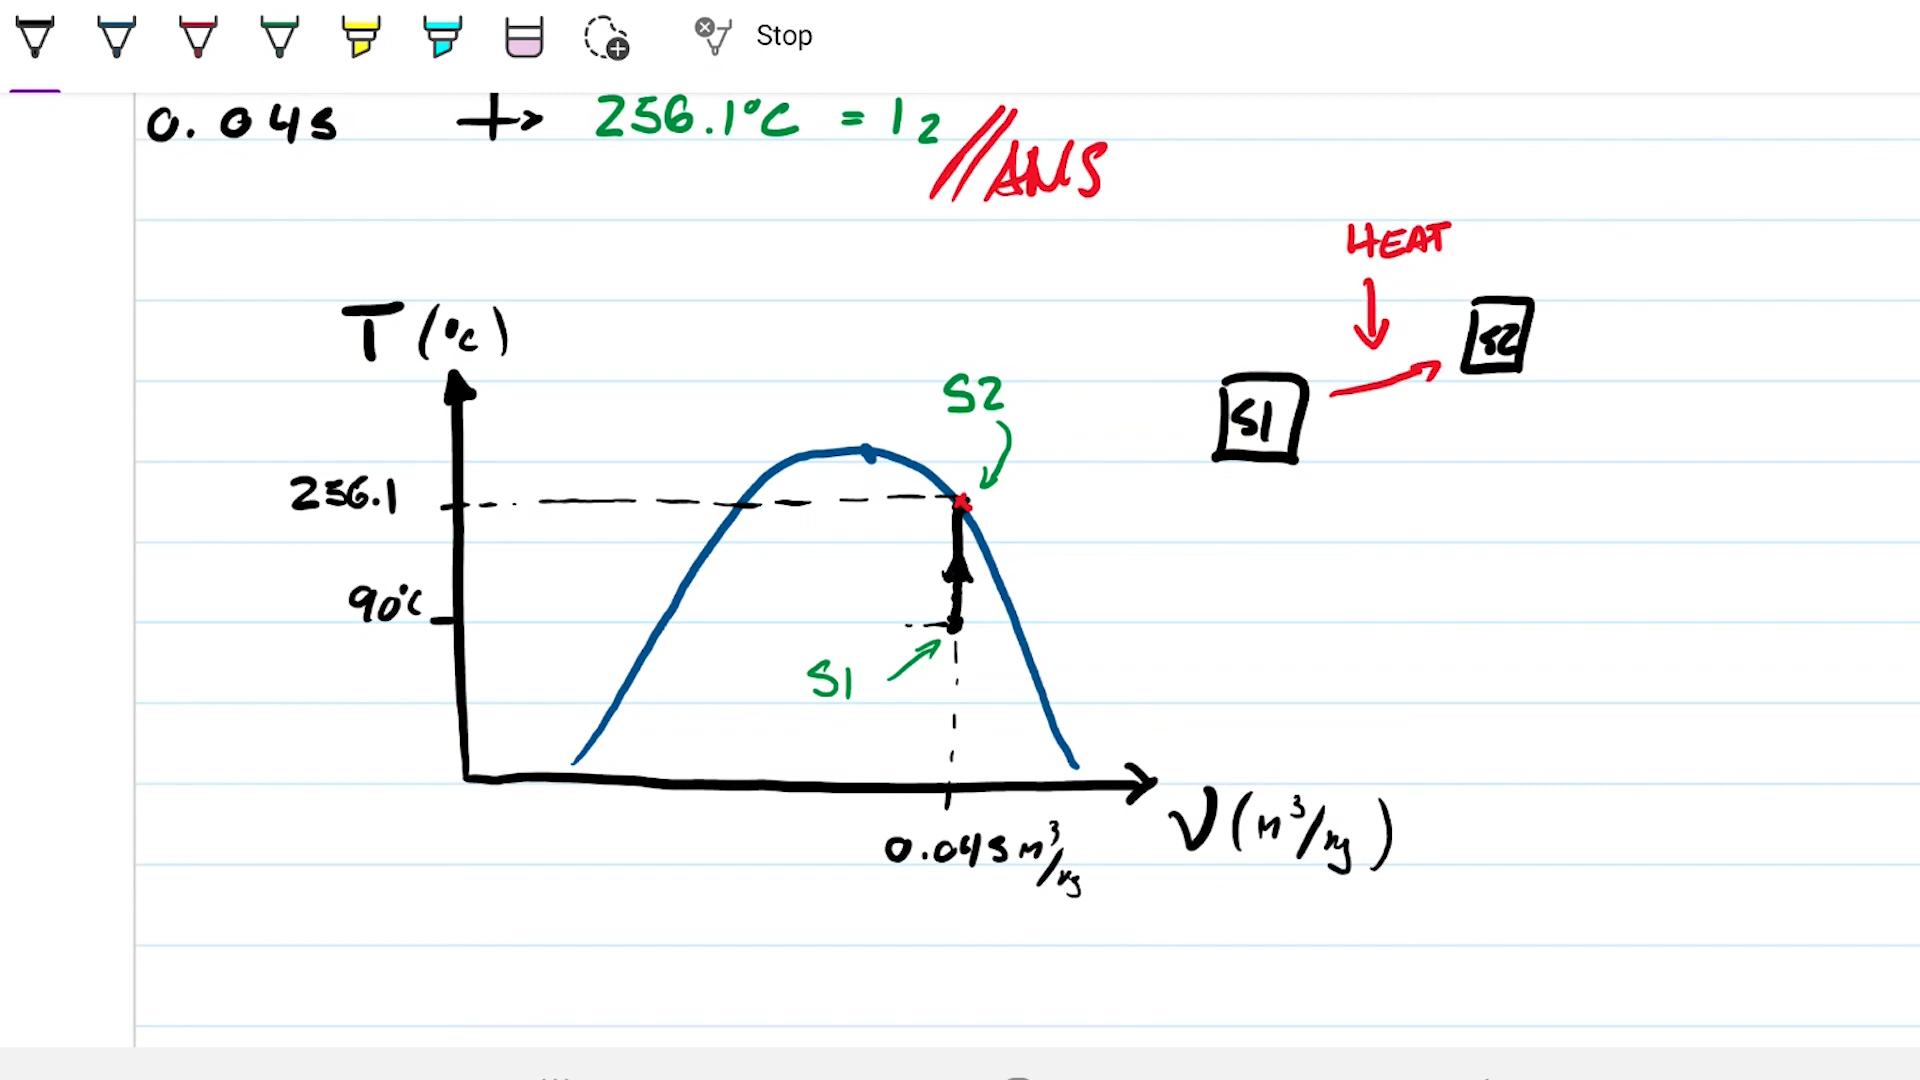 Stop
0.045 → 256.1°C = T2 // ANS
HEAT
T (°C)
S2
S2
S1
256.1
90°C
S1
0.045 m³/kg
V (m³/kg)